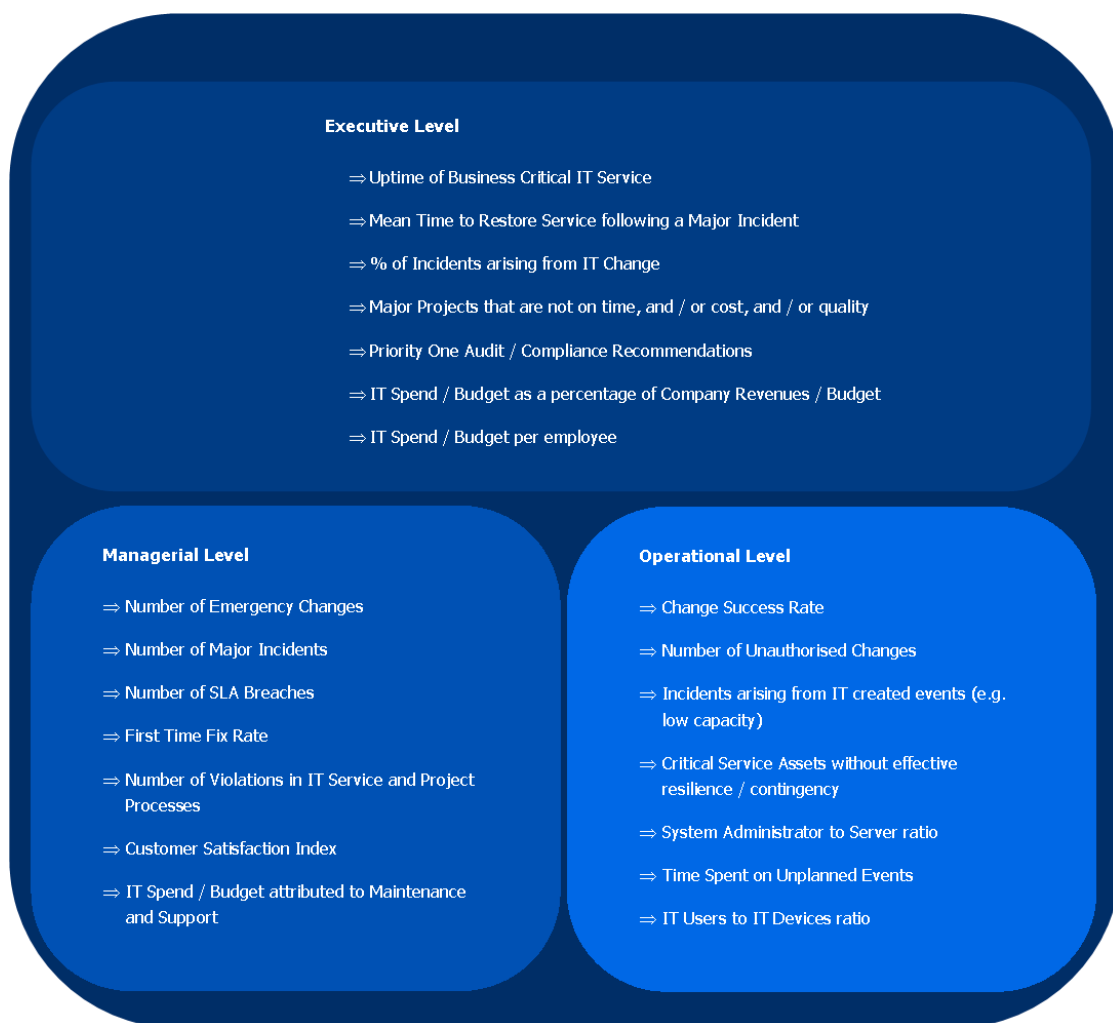 Executive Level
⇒ Uptime of Business Critical IT Service
⇒ Mean Time to Restore Service following a Major Incident
⇒ % of Incidents arising from IT Change
⇒ Major Projects that are not on time, and / or cost, and / or quality
⇒ Priority One Audit / Compliance Recommendations
⇒ IT Spend / Budget as a percentage of Company Revenues / Budget
⇒ IT Spend / Budget per employee
Managerial Level
⇒ Number of Emergency Changes
⇒ Number of Major Incidents
⇒ Number of SLA Breaches
⇒ First Time Fix Rate
⇒ Number of Violations in IT Service and Project
Processes
⇒ Customer Satisfaction Index
⇒ IT Spend / Budget attributed to Maintenance
and Support
Operational Level
⇒ Change Success Rate
⇒ Number of Unauthorised Changes
⇒ Incidents arising from IT created events (e.g.
low capacity)
⇒ Critical Service Assets without effective
resilience / contingency
⇒ System Administrator to Server ratio
⇒ Time Spent on Unplanned Events
⇒ IT Users to IT Devices ratio